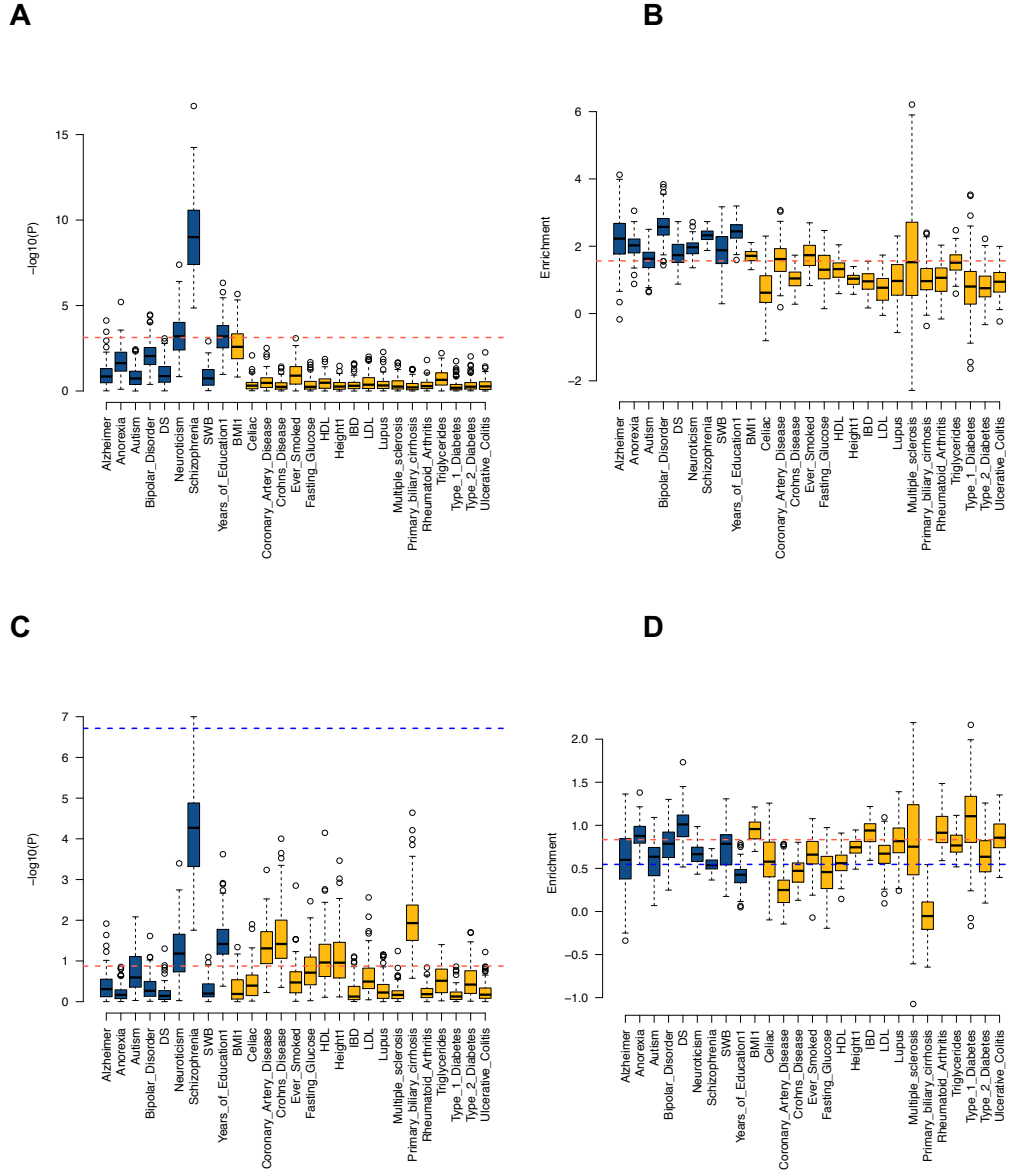 A
B
−log10(P)
15
10
5
0
Alzheimer
Anorexia
Autism
Bipolar_Disorder
DS
Neuroticism
Schizophrenia
SWB
Years_of_Education1
BMI1
Celiac
Coronary_Artery_Disease
Crohns_Disease
Ever_Smoked
Fasting_Glucose
HDL
Height1
IBD
LDL
Lupus
Multiple_sclerosis
Primary_biliary_cirrhosis
Rheumatoid_Arthritis
Triglycerides
Type_1_Diabetes
Type_2_Diabetes
Ulcerative_Colitis
Enrichment
6
4
2
0
−2
Alzheimer
Anorexia
Autism
Bipolar_Disorder
DS
Neuroticism
Schizophrenia
SWB
Years_of_Education1
BMI1
Celiac
Coronary_Artery_Disease
Crohns_Disease
Ever_Smoked
Fasting_Glucose
HDL
Height1
IBD
LDL
Lupus
Multiple_sclerosis
Primary_biliary_cirrhosis
Rheumatoid_Arthritis
Triglycerides
Type_1_Diabetes
Type_2_Diabetes
Ulcerative_Colitis
C
D
−log10(P)
7
6
5
4
3
2
1
0
Alzheimer
Anorexia
Autism
Bipolar_Disorder
DS
Neuroticism
Schizophrenia
SWB
Years_of_Education1
BMI1
Celiac
Coronary_Artery_Disease
Crohns_Disease
Ever_Smoked
Fasting_Glucose
HDL
Height1
IBD
LDL
Lupus
Multiple_sclerosis
Primary_biliary_cirrhosis
Rheumatoid_Arthritis
Triglycerides
Type_1_Diabetes
Type_2_Diabetes
Ulcerative_Colitis
Enrichment
2.0
1.5
1.0
0.5
0.0
−0.5
−1.0
Alzheimer
Anorexia
Autism
Bipolar_Disorder
DS
Neuroticism
Schizophrenia
SWB
Years_of_Education1
BMI1
Celiac
Coronary_Artery_Disease
Crohns_Disease
Ever_Smoked
Fasting_Glucose
HDL
Height1
IBD
LDL
Lupus
Multiple_sclerosis
Primary_biliary_cirrhosis
Rheumatoid_Arthritis
Triglycerides
Type_1_Diabetes
Type_2_Diabetes
Ulcerative_Colitis